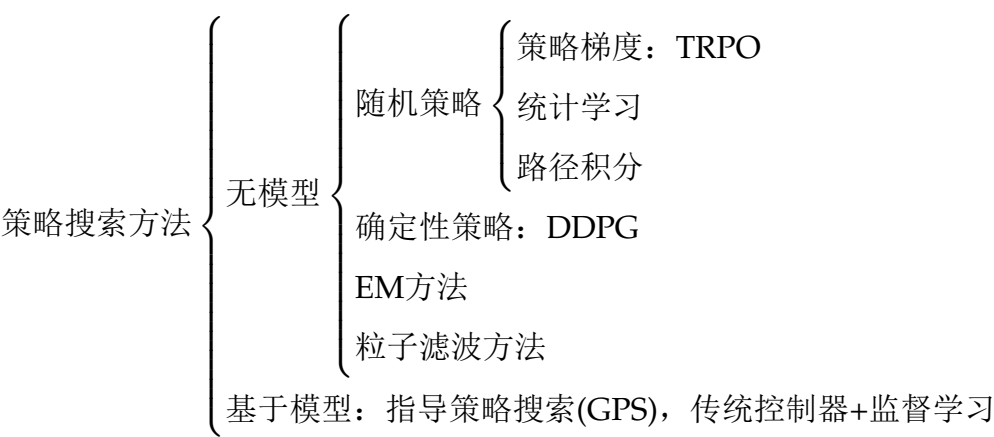 策略搜索方法
无模型
随机策略
策略梯度：TRPO
统计学习
路径积分
确定性策略：DDPG
EM方法
粒子滤波方法
基于模型：指导策略搜索(GPS)，传统控制器+监督学习